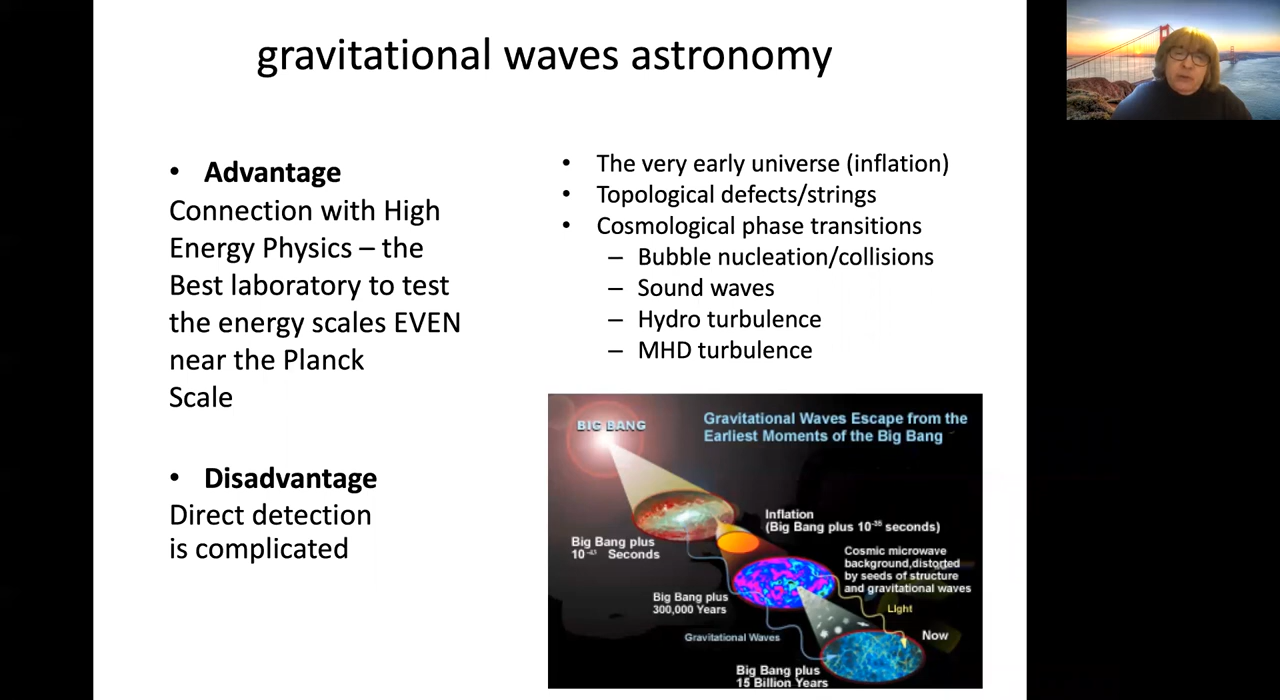 gravitational waves astronomy
• Advantage
Connection with High
Energy Physics – the
Best laboratory to test
the energy scales EVEN
near the Planck
Scale
• Disadvantage
Direct detection
is complicated
• The very early universe (inflation)
• Topological defects/strings
• Cosmological phase transitions
– Bubble nucleation/collisions
– Sound waves
– Hydro turbulence
– MHD turbulence
BIG BANG
Gravitational Waves Escape from the
Earliest Moments of the Big Bang
Inflation
(Big Bang plus 10⁻³⁵ seconds)
Big Bang plus
10⁻⁴³ Seconds
Cosmic microwave
background,distorted
by seeds of structure
and gravitational waves
Big Bang plus
300,000 Years
Light
Gravitational Waves
Now
Big Bang plus
15 Billion Years